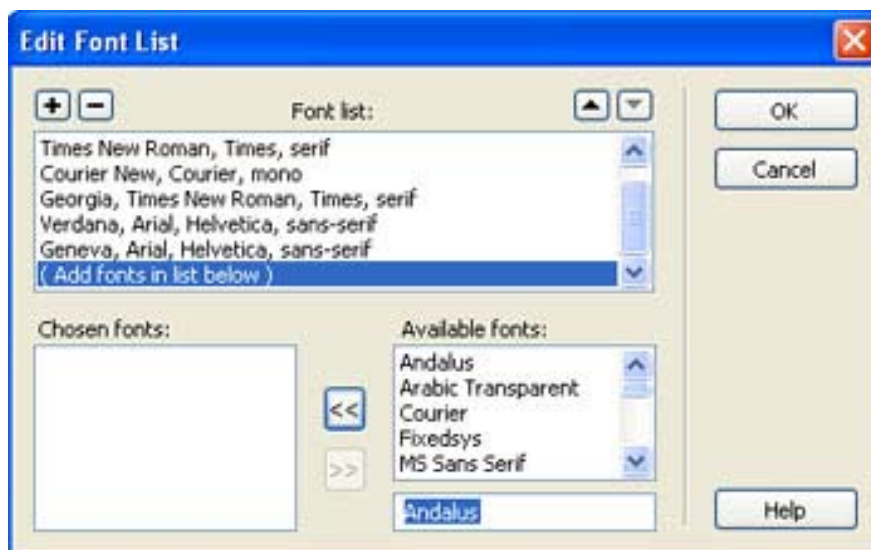 Edit Font List
Font list:
OK
Times New Roman, Times, serif
Courier New, Courier, mono
Georgia, Times New Roman, Times, serif
Verdana, Arial, Helvetica, sans-serif
Geneva, Arial, Helvetica, sans-serif
( Add fonts in list below )
Cancel
Chosen fonts:
Available fonts:
Andalus
Arabic Transparent
Courier
Fixedsys
MS Sans Serif
<<
>>
Andalus
Help